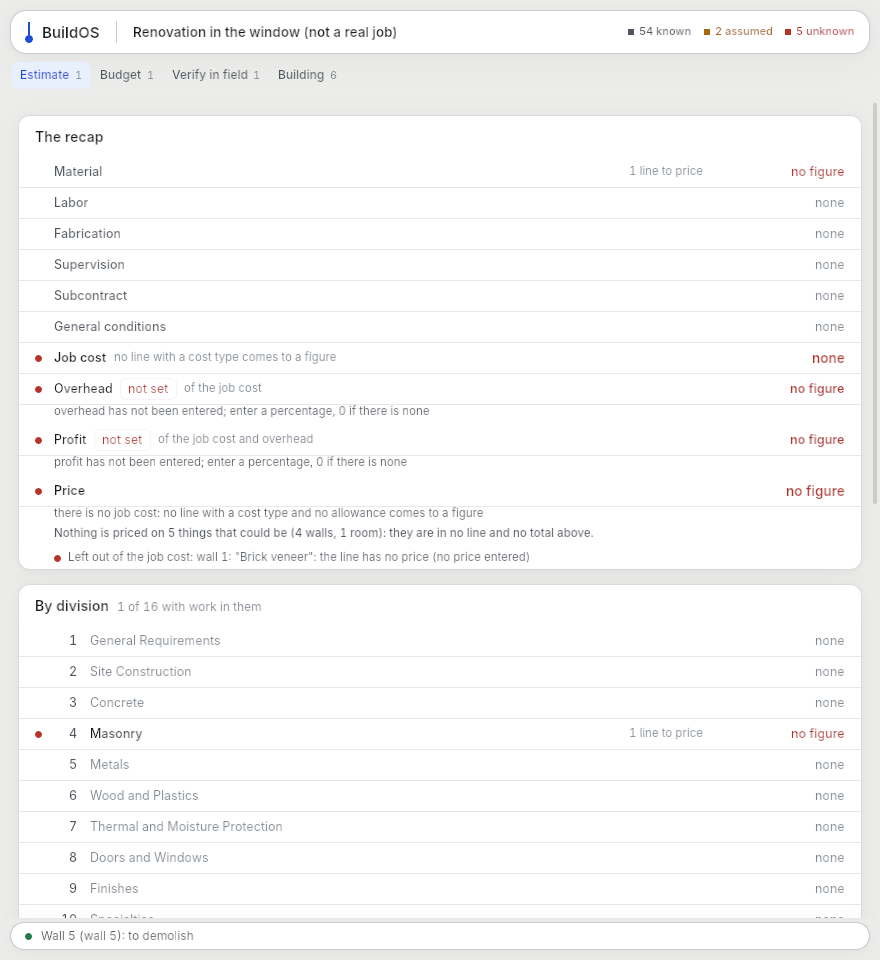 BuildOS
Renovation in the window (not a real job)
54 known 2 assumed 5 unknown
Estimate 1 Budget 1 Verify in field 1 Building 6
The recap
Material 1 line to price no figure
Labor none
Fabrication none
Supervision none
Subcontract none
General conditions none
Job cost no line with a cost type comes to a figure none
Overhead not set of the job cost no figure
overhead has not been entered; enter a percentage, 0 if there is none
Profit not set of the job cost and overhead no figure
profit has not been entered; enter a percentage, 0 if there is none
Price no figure
there is no job cost: no line with a cost type and no allowance comes to a figure
Nothing is priced on 5 things that could be (4 walls, 1 room): they are in no line and no total above.
Left out of the job cost: wall 1: "Brick veneer": the line has no price (no price entered)
By division 1 of 16 with work in them
1 General Requirements none
2 Site Construction none
3 Concrete none
4 Masonry 1 line to price no figure
5 Metals none
6 Wood and Plastics none
7 Thermal and Moisture Protection none
8 Doors and Windows none
9 Finishes none
10 Specialties none
Wall 5 (wall 5): to demolish